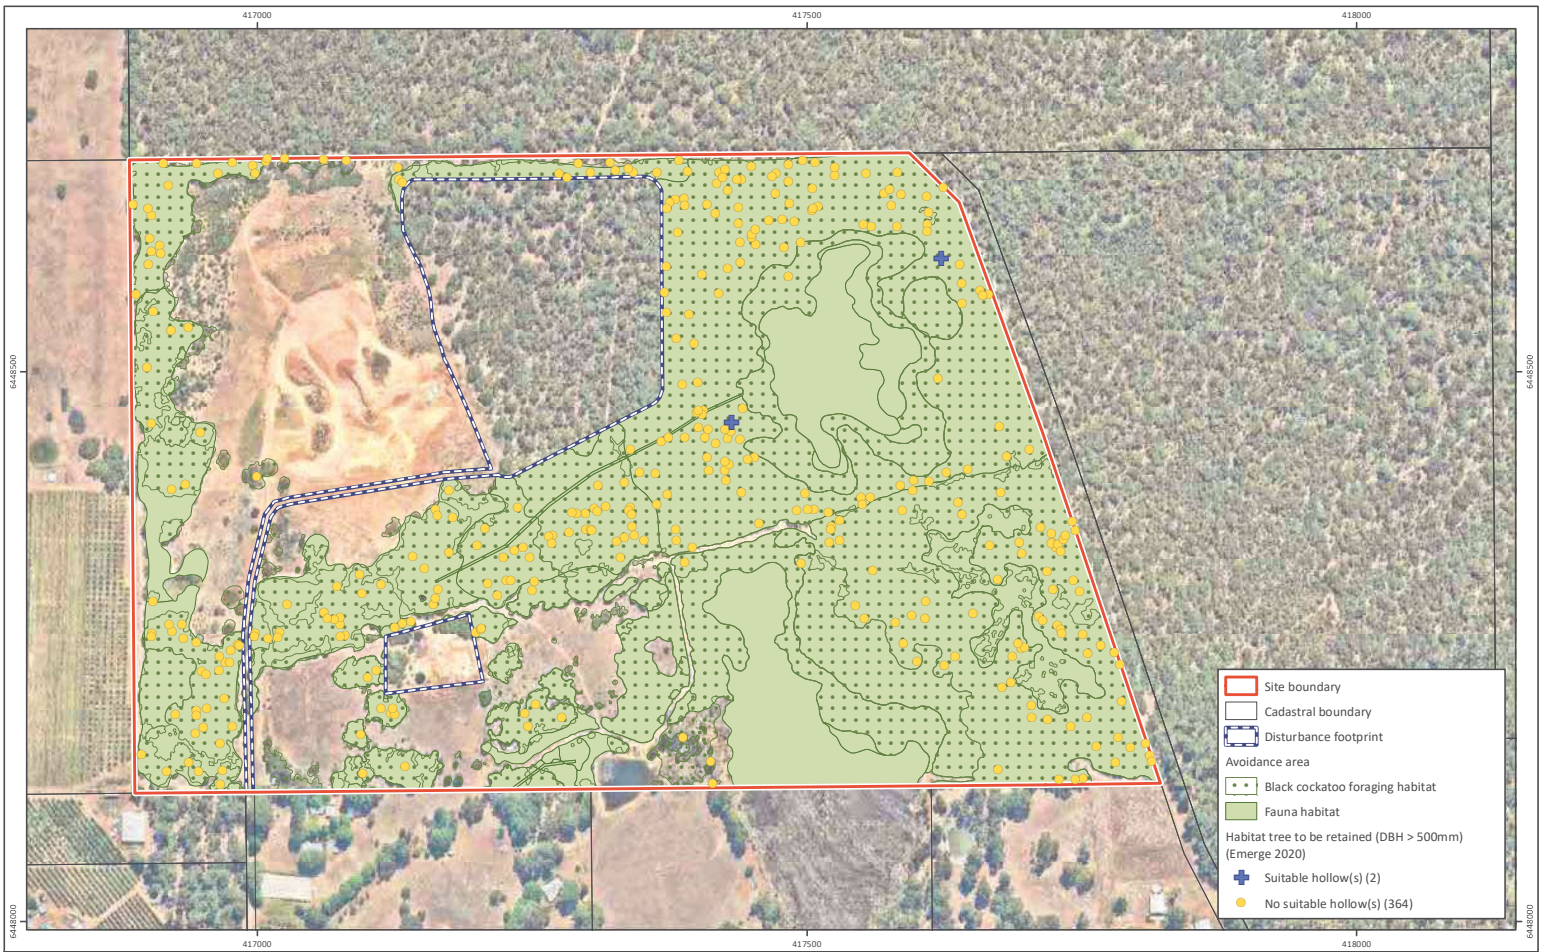 417000
417500
418000
6448500
6448500
Site boundary
Cadastral boundary
Disturbance footprint
Avoidance area
Black cockatoo foraging habitat
Fauna habitat
Habitat tree to be retained (DBH > 500mm)
(Emerge 2020)
Suitable hollow(s) (2)
No suitable hollow(s) (364)
6448000
6448000
417000
417500
418000